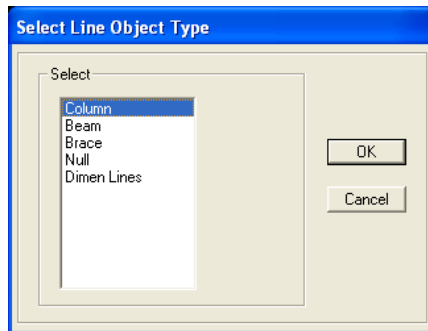 Select Line Object Type
Select
Column
Beam
Brace
Null
Dimen Lines
OK
Cancel